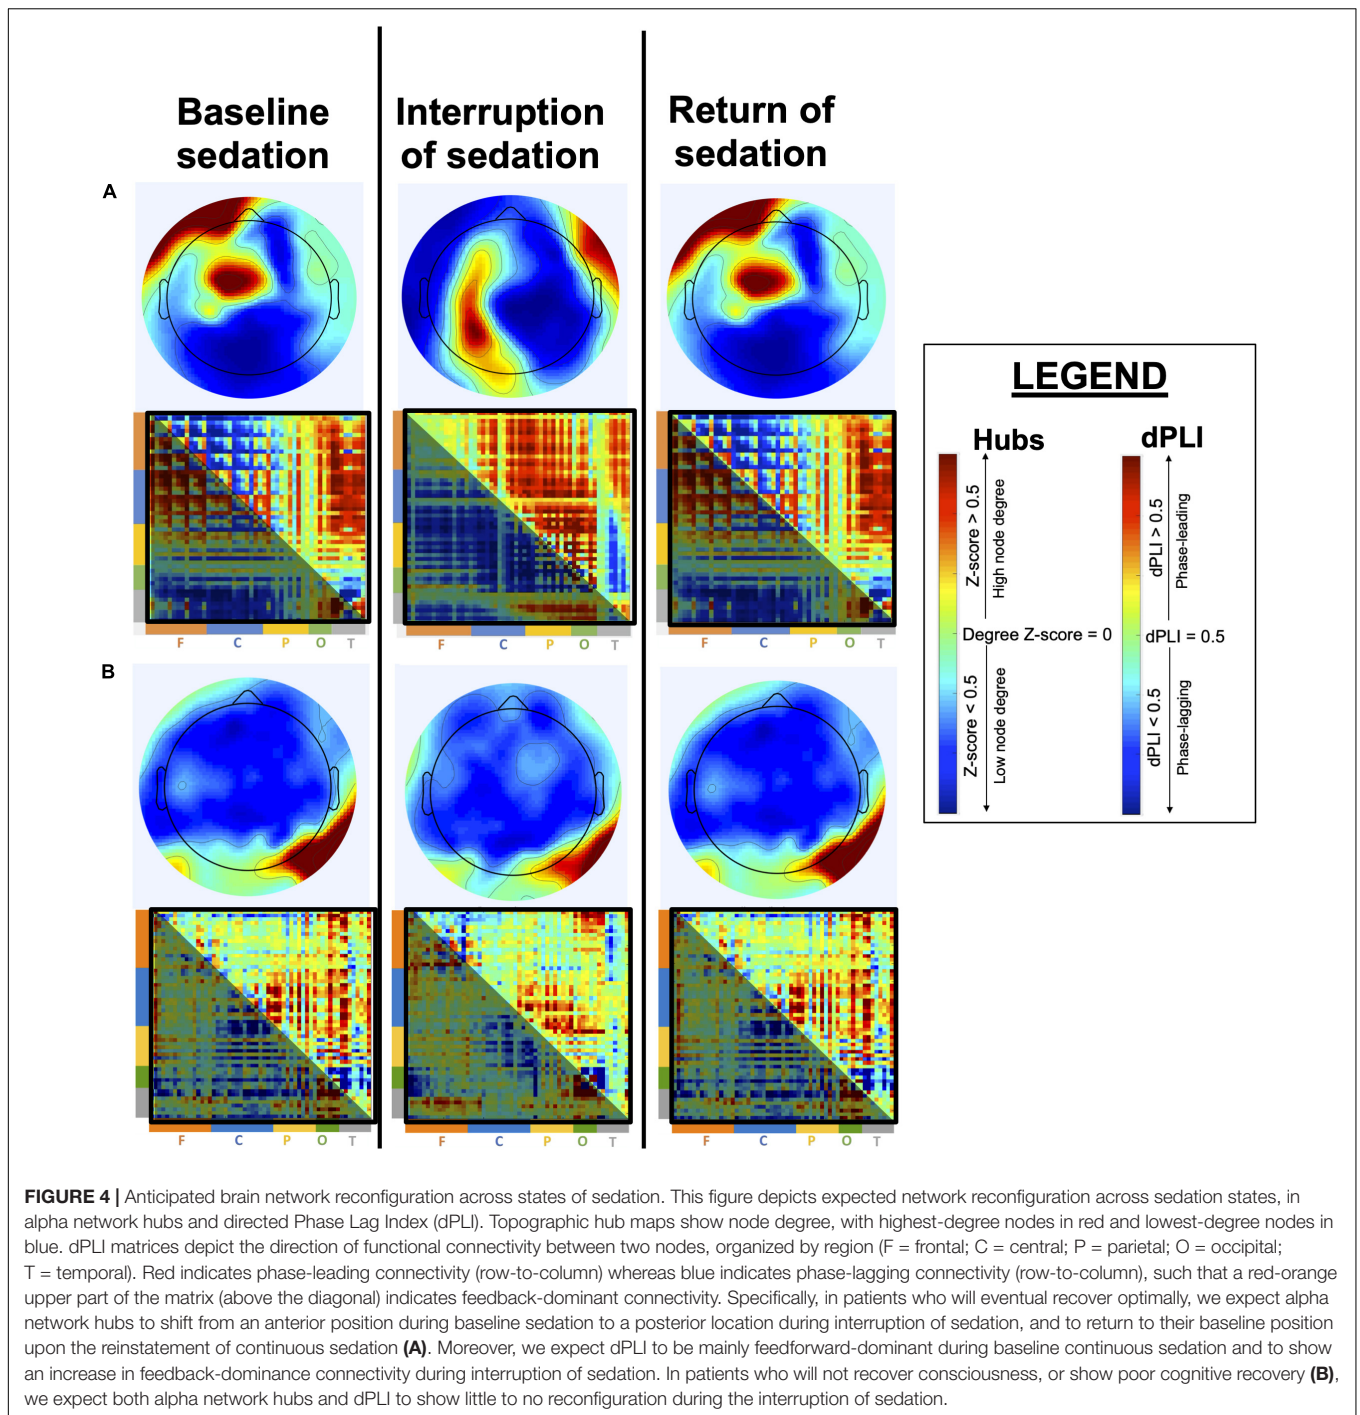 Baseline
sedation
Interruption
of sedation
Return of
sedation
A
F C P O T
F C P O T
F C P O T
B
F C P O T
F C P O T
F C P O T
LEGEND
Hubs
dPLI
Z-score > 0.5
High node degree
Degree Z-score = 0
Z-score < 0.5
Low node degree
dPLI > 0.5
Phase-leading
dPLI = 0.5
dPLI < 0.5
Phase-lagging
FIGURE 4 | Anticipated brain network reconfiguration across states of sedation. This figure depicts expected network reconfiguration across sedation states, in
alpha network hubs and directed Phase Lag Index (dPLI). Topographic hub maps show node degree, with highest-degree nodes in red and lowest-degree nodes in
blue. dPLI matrices depict the direction of functional connectivity between two nodes, organized by region (F = frontal; C = central; P = parietal; O = occipital;
T = temporal). Red indicates phase-leading connectivity (row-to-column) whereas blue indicates phase-lagging connectivity (row-to-column), such that a red-orange
upper part of the matrix (above the diagonal) indicates feedback-dominant connectivity. Specifically, in patients who will eventual recover optimally, we expect alpha
network hubs to shift from an anterior position during baseline sedation to a posterior location during interruption of sedation, and to return to their baseline position
upon the reinstatement of continuous sedation (A). Moreover, we expect dPLI to be mainly feedforward-dominant during baseline continuous sedation and to show
an increase in feedback-dominance connectivity during interruption of sedation. In patients who will not recover consciousness, or show poor cognitive recovery (B),
we expect both alpha network hubs and dPLI to show little to no reconfiguration during the interruption of sedation.